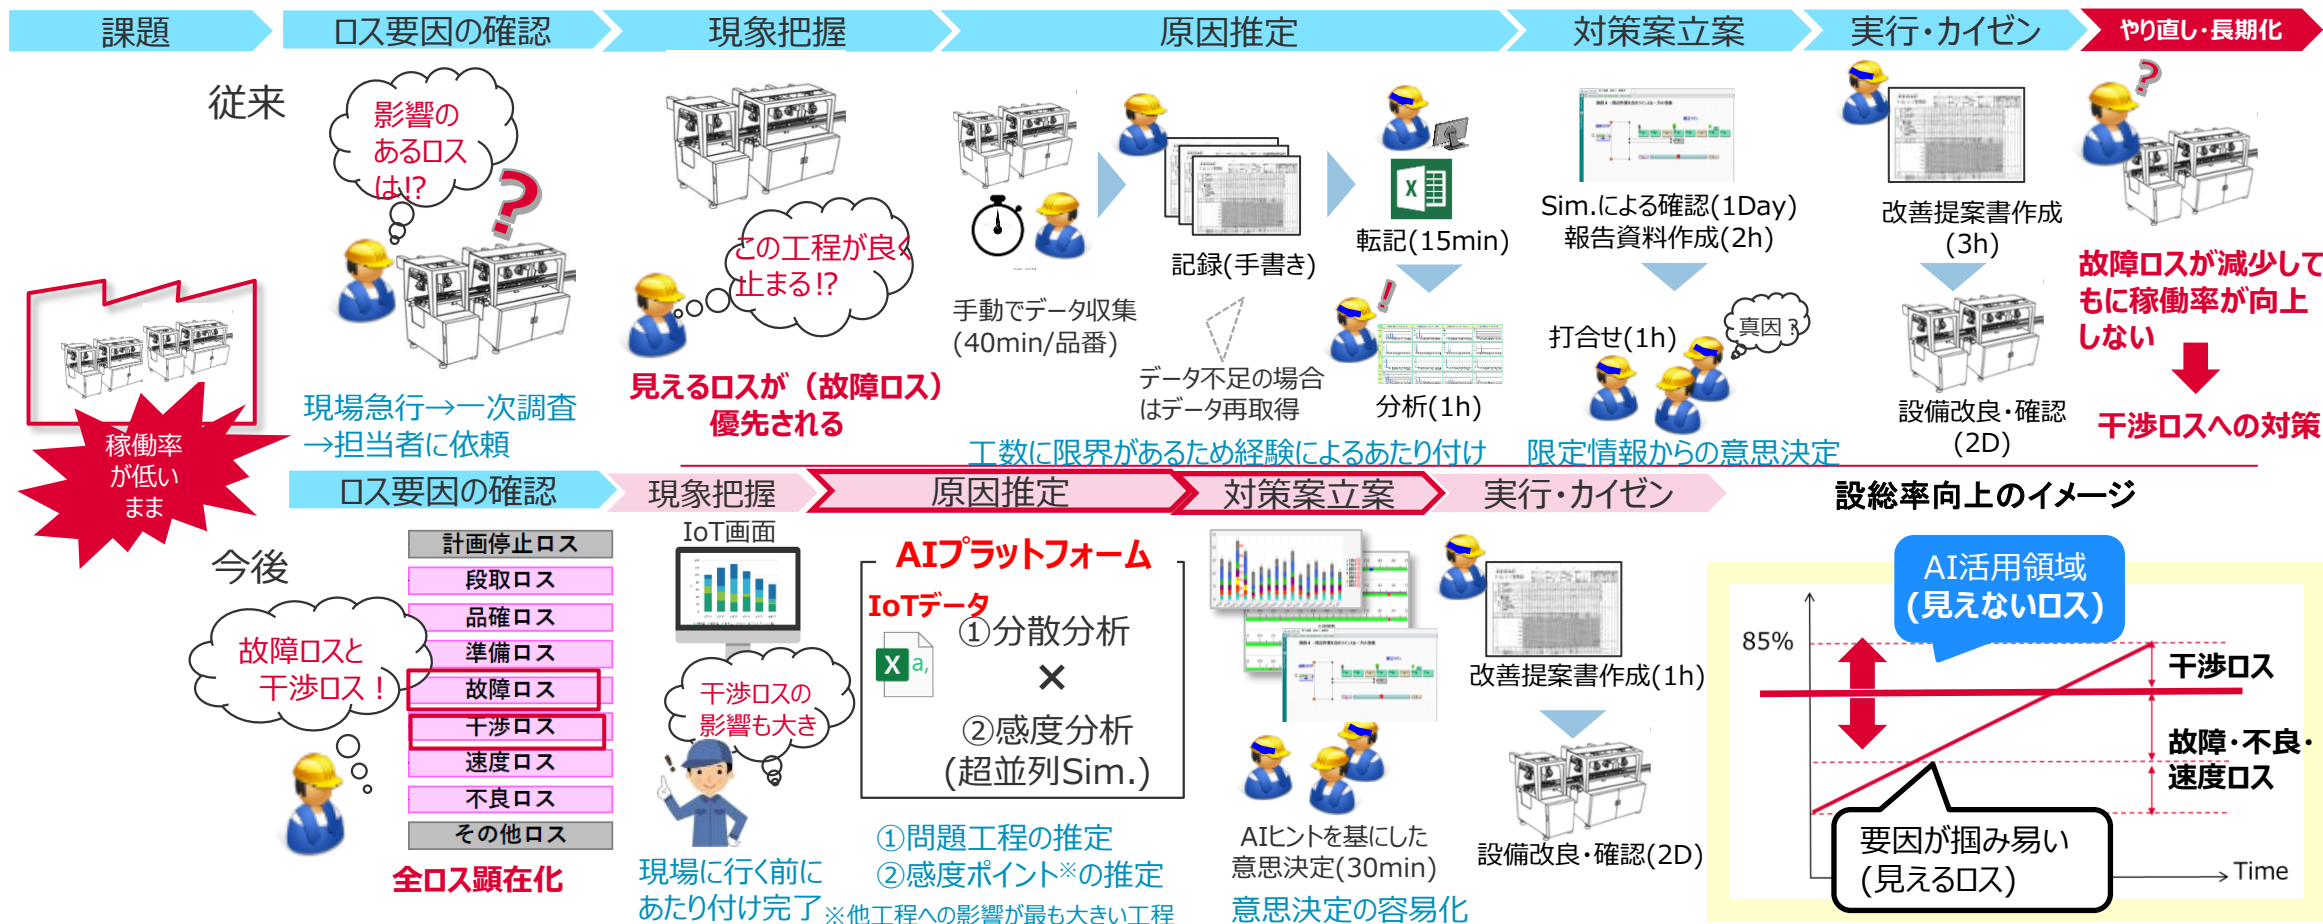 課題
ロス要因の確認
現象把握
原因推定
対策案立案
実行・カイゼン
やり直し・長期化
従来
影響の
あるロス
は!?
現場急行→一次調査
→担当者に依頼
稼働率
が低い
まま
この工程が良く
止まる!?
見えるロスが（故障ロス）
優先される
手動でデータ収集
(40min/品番)
記録(手書き)
データ不足の場合
はデータ再取得
転記(15min)
分析(1h)
工数に限界があるため経験によるあたり付け
Sim.による確認(1Day)
報告資料作成(2h)
打合せ(1h)
真因?
限定情報からの意思決定
改善提案書作成
(3h)
設備改良・確認
(2D)
故障ロスが減少して
もに稼働率が向上
しない
干渉ロスへの対策
ロス要因の確認
現象把握
原因推定
対策案立案
実行・カイゼン
設総率向上のイメージ
今後
故障ロスと
干渉ロス！
計画停止ロス
段取ロス
品確ロス
準備ロス
故障ロス
干渉ロス
速度ロス
不良ロス
その他ロス
全ロス顕在化
IoT画面
干渉ロスの
影響も大き
現場に行く前に
あたり付け完了
AIプラットフォーム
IoTデータ
①分散分析
×
②感度分析
(超並列Sim.)
①問題工程の推定
②感度ポイント※の推定
※他工程への影響が最も大きい工程
AIヒントを基にした
意思決定(30min)
意思決定の容易化
改善提案書作成(1h)
設備改良・確認(2D)
AI活用領域
(見えないロス)
85%
干渉ロス
故障・不良・
速度ロス
要因が掴み易い
(見えるロス)
Time